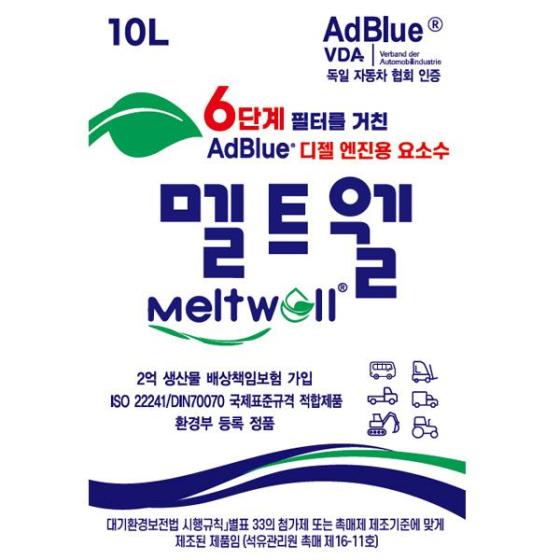 10L
AdBlue®
VDA | Verband der
Automobilindustrie
독일 자동차 협회 인증
6단계 필터를 거친
AdBlue® 디젤 엔진용 요소수
멜트웰
meltwell®
2억 생산물 배상책임보험 가입
ISO 22241/DIN70070 국제표준규격 적합제품
환경부 등록 정품
대기환경보전법 시행규칙」별표 33의 첨가제 또는 촉매제 제조기준에 맞게
제조된 제품임 (석유관리원 촉매 제16-11호)